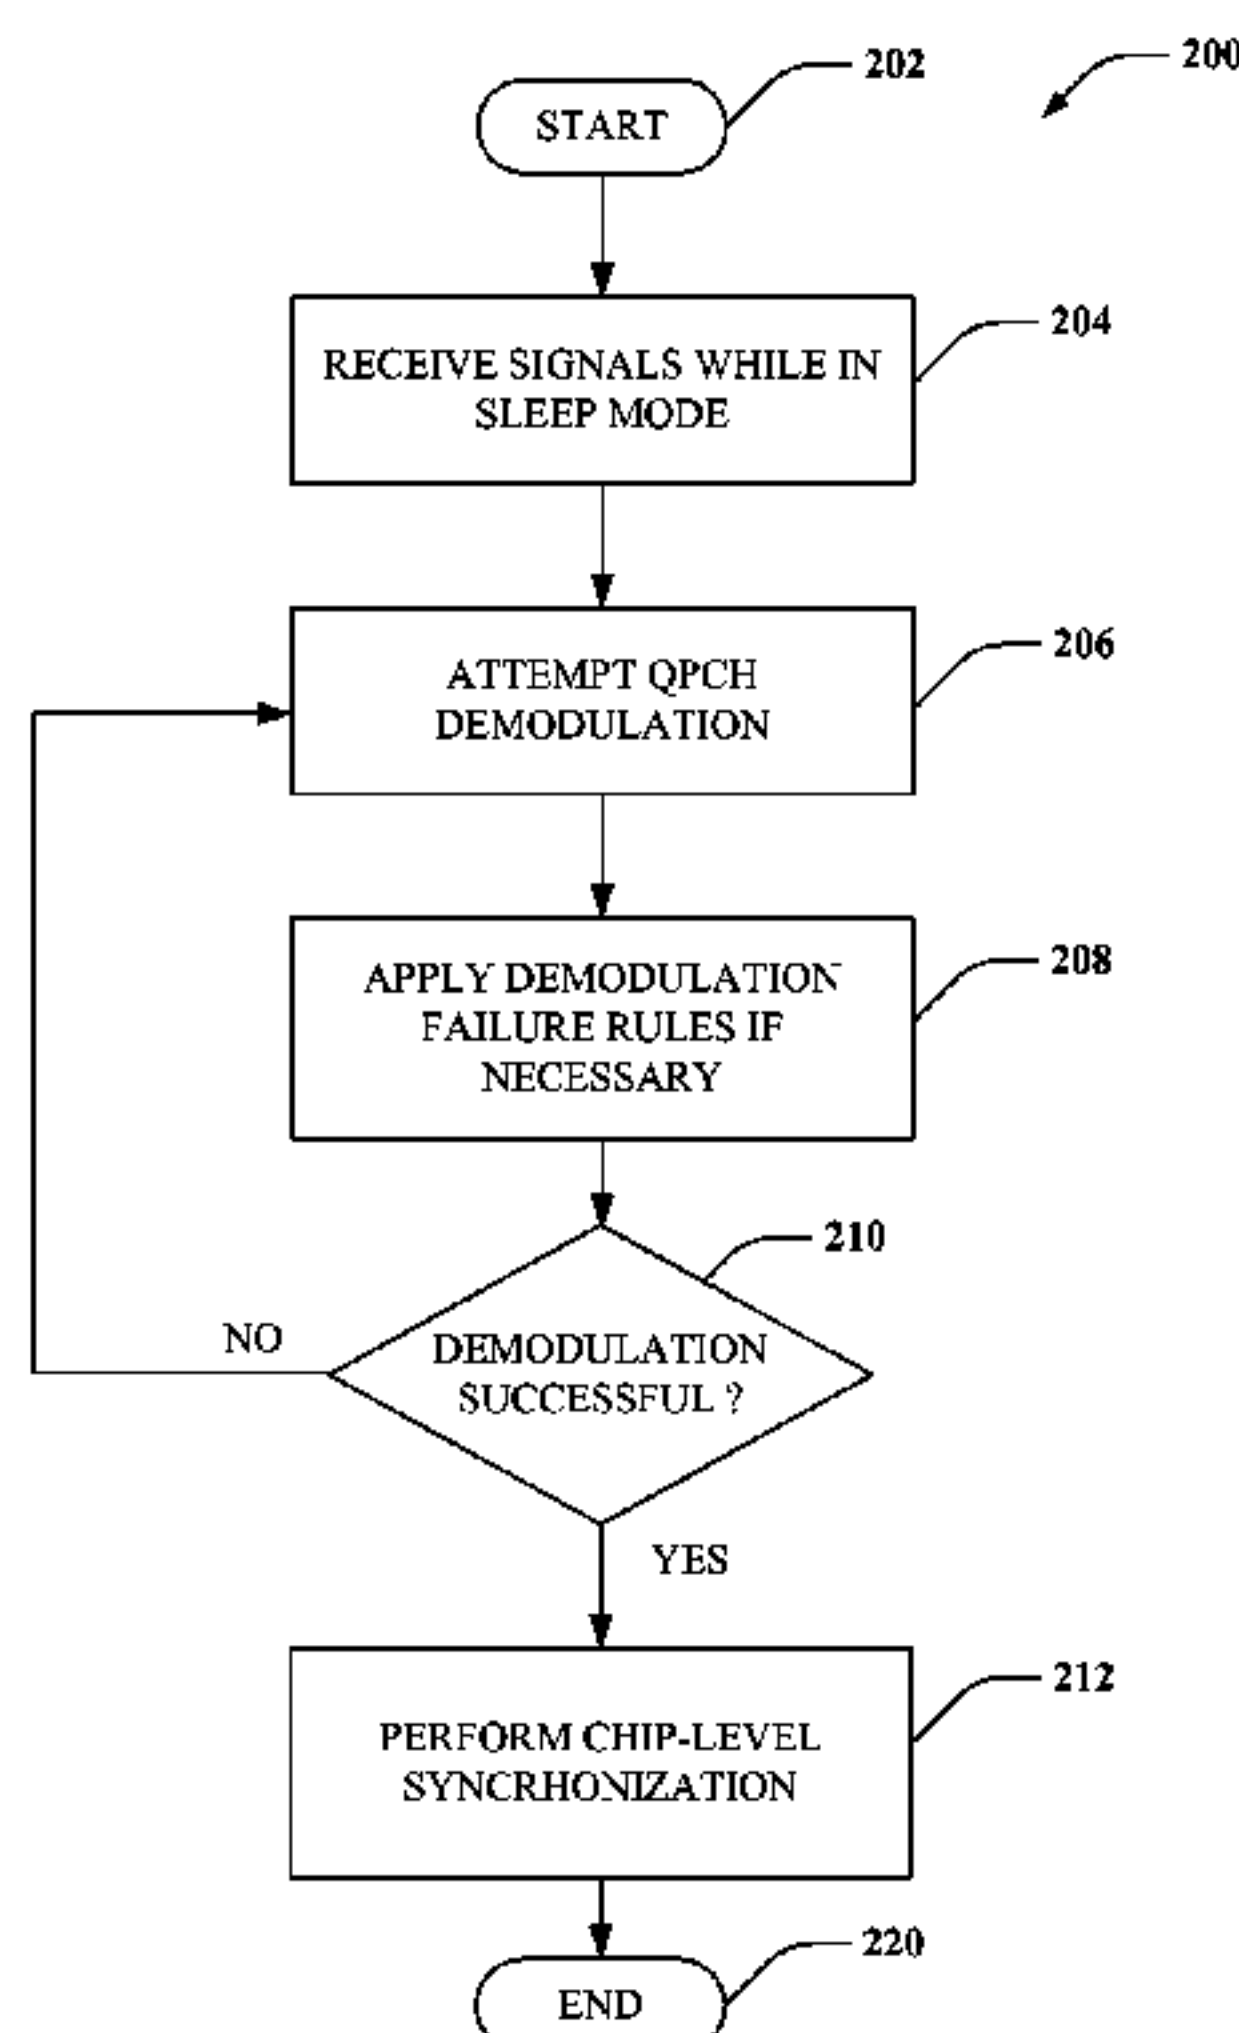 200
202
START
204
RECEIVE SIGNALS WHILE IN
SLEEP MODE
206
ATTEMPT QPCH
DEMODULATION
208
APPLY DEMODULATION
FAILURE RULES IF
NECESSARY
210
DEMODULATION
SUCCESSFUL ?
NO
YES
212
PERFORM CHIP-LEVEL
SYNCRHONIZATION
220
END